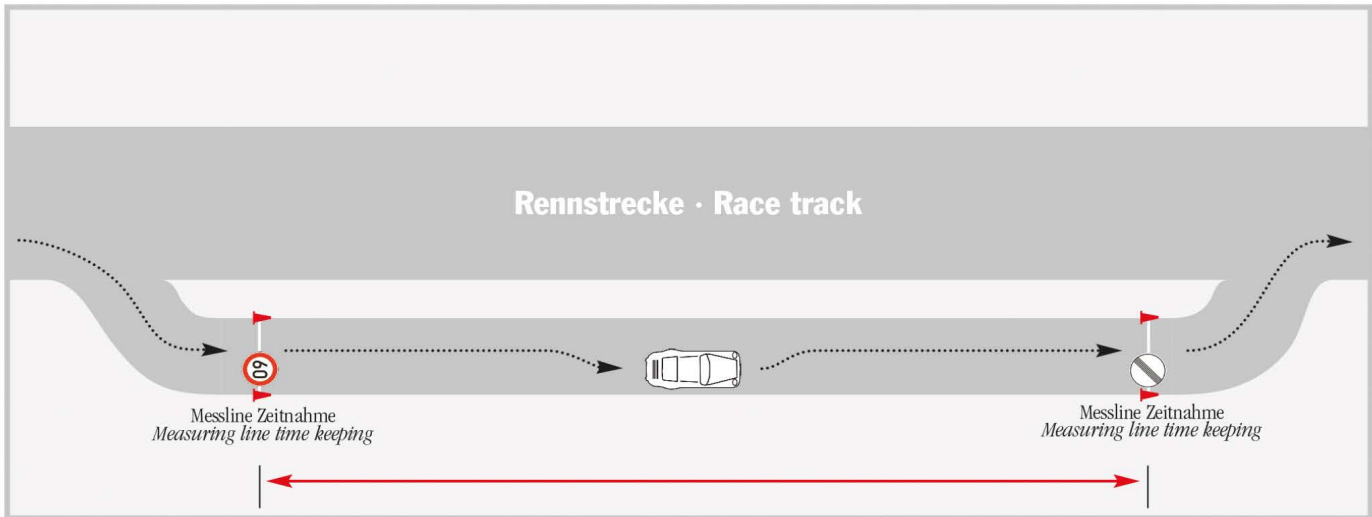 Rennstrecke · Race track
60
Messline Zeitnahme
Measuring line time keeping
Messline Zeitnahme
Measuring line time keeping